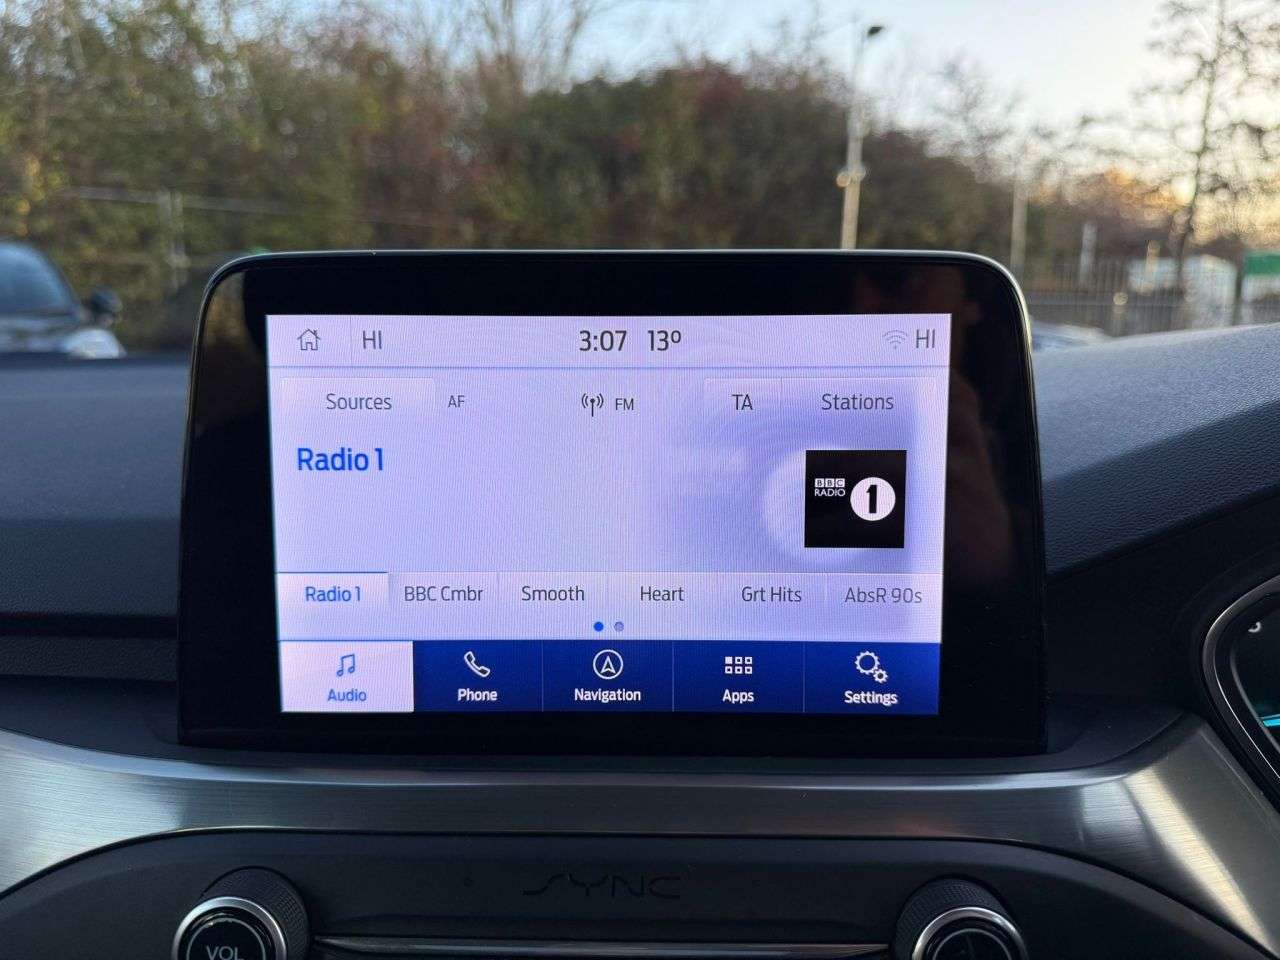 HI 3:07 13º HI
Sources AF FM TA Stations
Radio 1
BBC
RADIO 1
Radio 1 BBC Cmbr Smooth Heart Grt Hits AbsR 90s
Audio Phone Navigation Apps Settings
SYNC
VOL